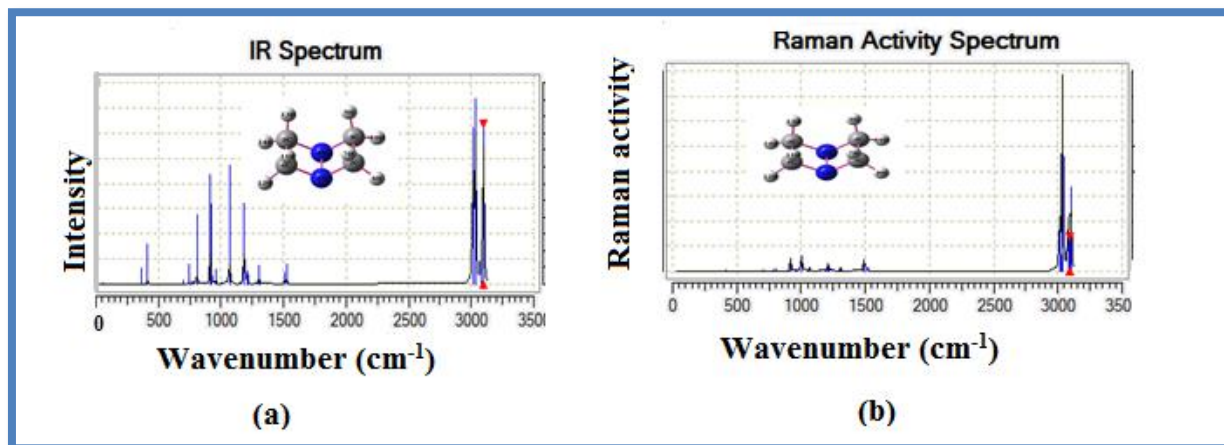 IR Spectrum
Intensity
0 500 1000 1500 2000 2500 3000 350
Wavenumber (cm⁻¹)
(a)
Raman Activity Spectrum
Raman activity
0 500 1000 1500 2000 2500 3000 350
Wavenumber (cm⁻¹)
(b)